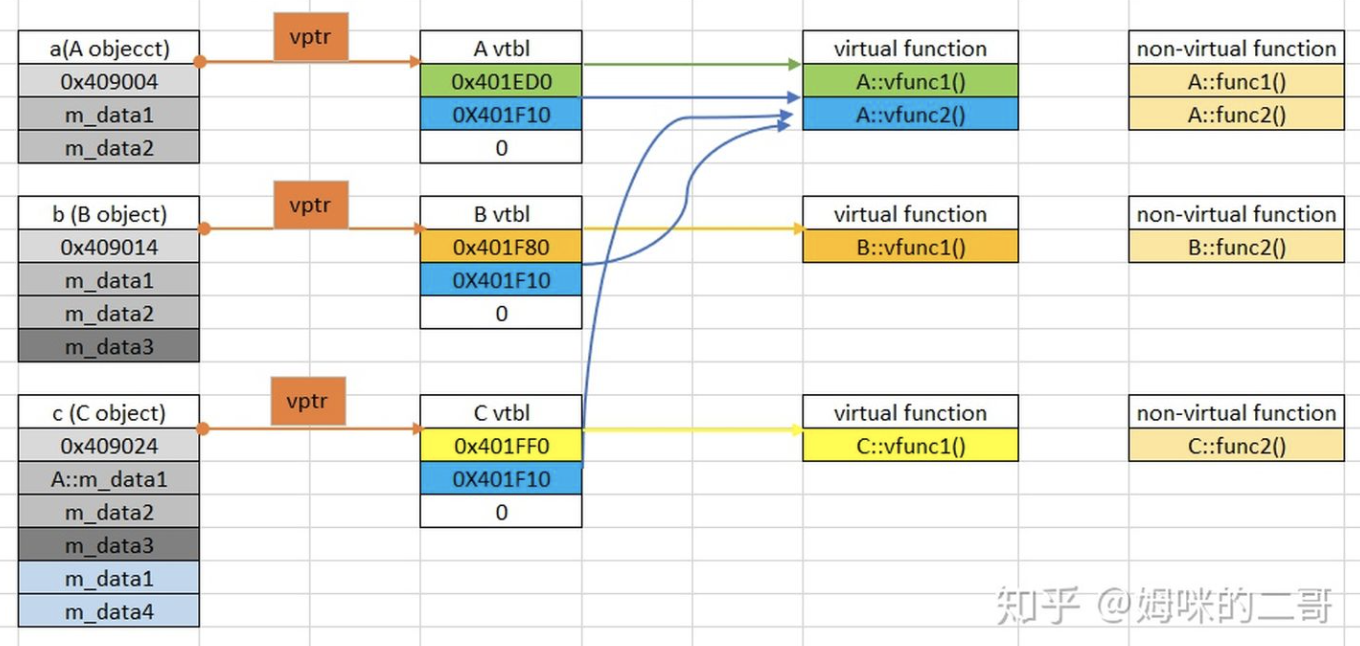 vptr
a(A objecct) A vtbl virtual function non-virtual function
0x409004 0x401ED0 A::vfunc1() A::func1()
m_data1 0X401F10 A::vfunc2() A::func2()
m_data2 0
vptr
b (B object) B vtbl virtual function non-virtual function
0x409014 0x401F80 B::vfunc1() B::func2()
m_data1 0X401F10
m_data2 0
m_data3
vptr
c (C object) C vtbl virtual function non-virtual function
0x409024 0x401FF0 C::vfunc1() C::func2()
A::m_data1 0X401F10
m_data2 0
m_data3
m_data1
m_data4
知乎 @姆咪的二哥